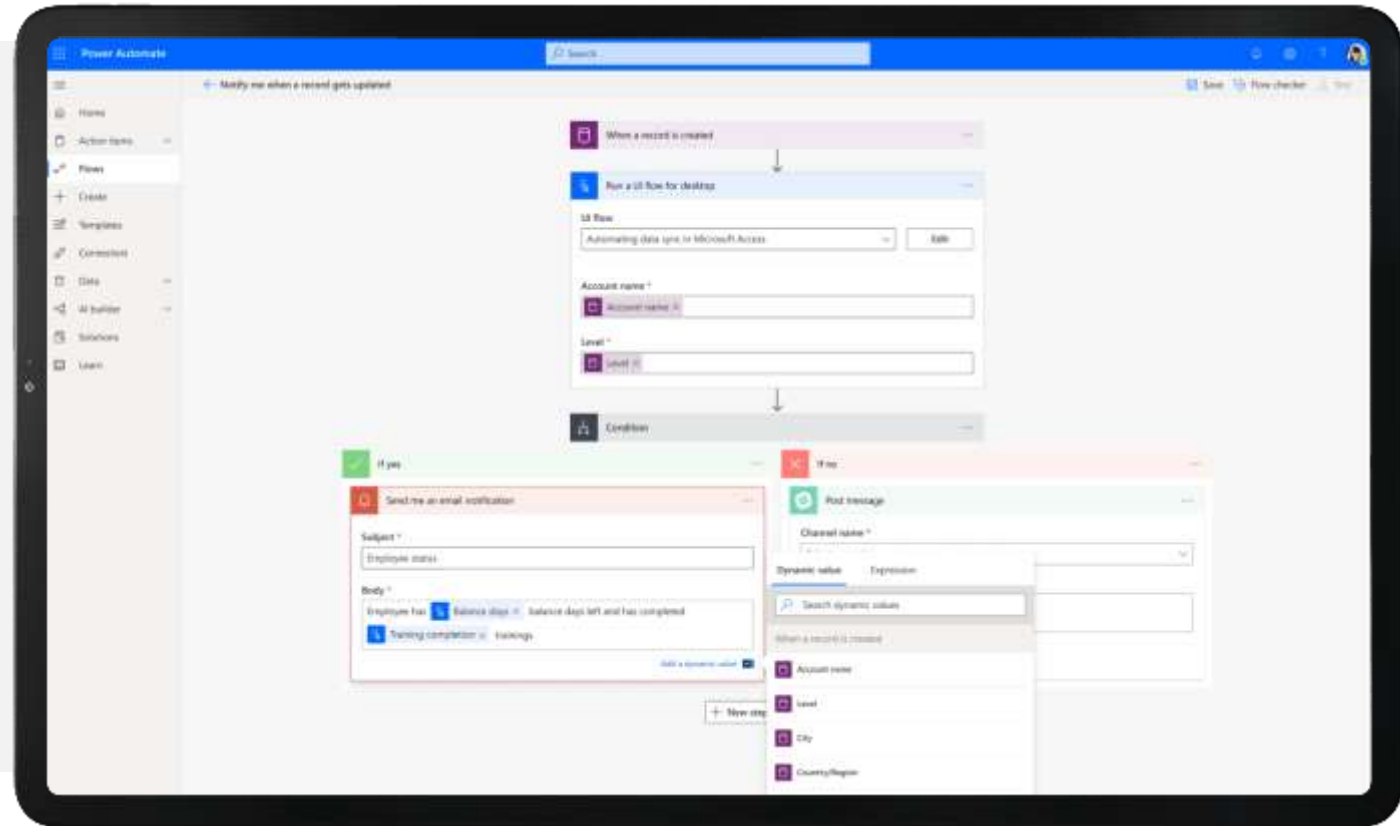 Power Automate
Search
Notify me when a record gets updated
Save
Flow checker
Home
Action items
Flows
Create
Templates
Connectors
Data
AI builder
Solutions
Learn
When a record is created
Run a UI flow for desktop
UI flow
Automating data sync in Microsoft Access
Edit
Account name *
Account name ×
Level *
Level ×
Condition
If yes
If no
Send me an email notification
Subject *
Employee status
Body *
Employee has Balance days × balance days left and has completed
Training completion × trainings.
Add a dynamic value
Post message
Channel name *
Dynamic value
Expression
Search dynamic values
When a record is created
Account name
Level
City
Country/Region
New step